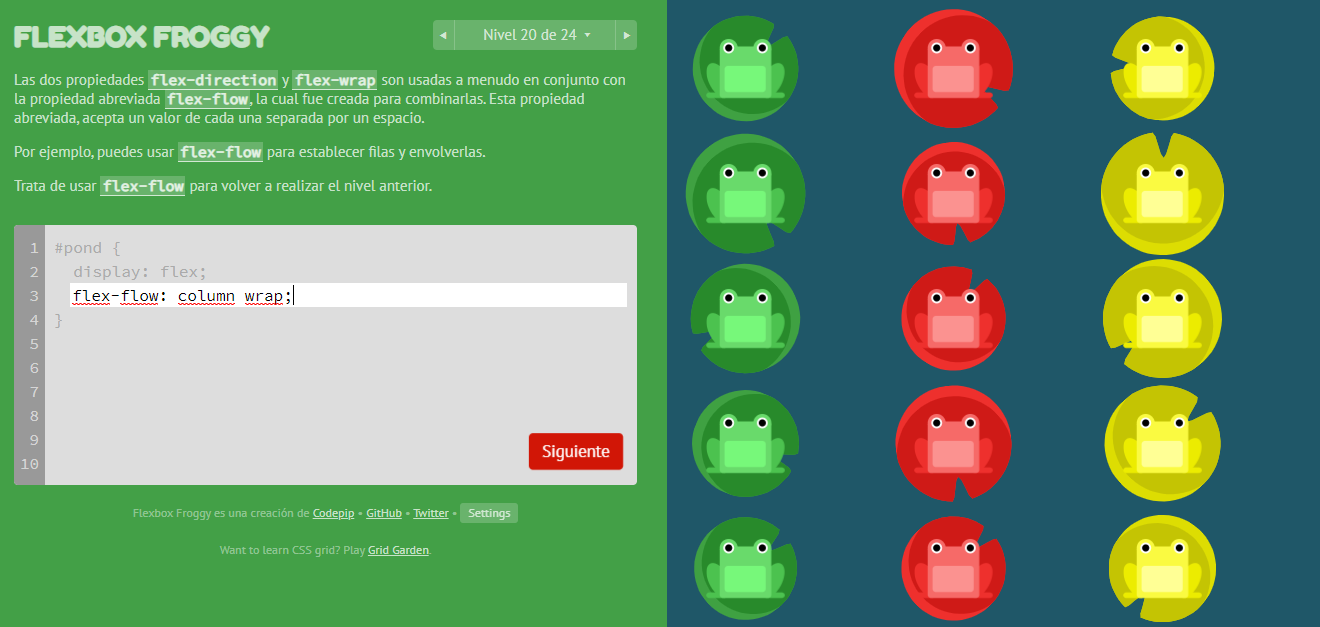 FLEXBOX FROGGY
◀ Nivel 20 de 24 ▾ ▶
Las dos propiedades flex-direction y flex-wrap son usadas a menudo en conjunto con
la propiedad abreviada flex-flow, la cual fue creada para combinarlas. Esta propiedad
abreviada, acepta un valor de cada una separada por un espacio.
Por ejemplo, puedes usar flex-flow para establecer filas y envolverlas.
Trata de usar flex-flow para volver a realizar el nivel anterior.
1 #pond {
2 display: flex;
3 flex-flow: column wrap;
4 }
5
6
7
8
9
10
Siguiente
Flexbox Froggy es una creación de Codepip • GitHub • Twitter • Settings
Want to learn CSS grid? Play Grid Garden.